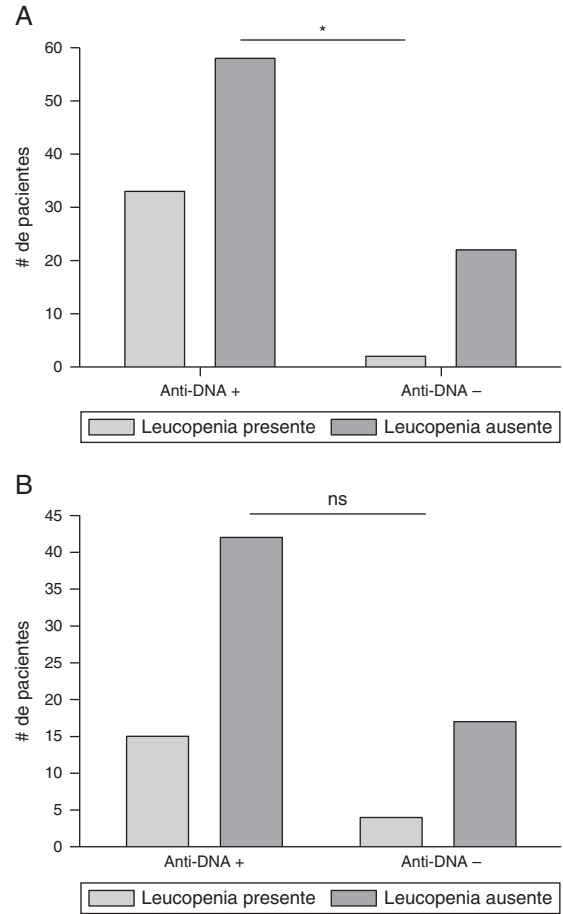 A
*
60
50
40
30
20
10
0
# de pacientes
Anti-DNA + Anti-DNA –
Leucopenia presente Leucopenia ausente
B
ns
45
40
35
30
25
20
15
10
5
0
# de pacientes
Anti-DNA + Anti-DNA –
Leucopenia presente Leucopenia ausente